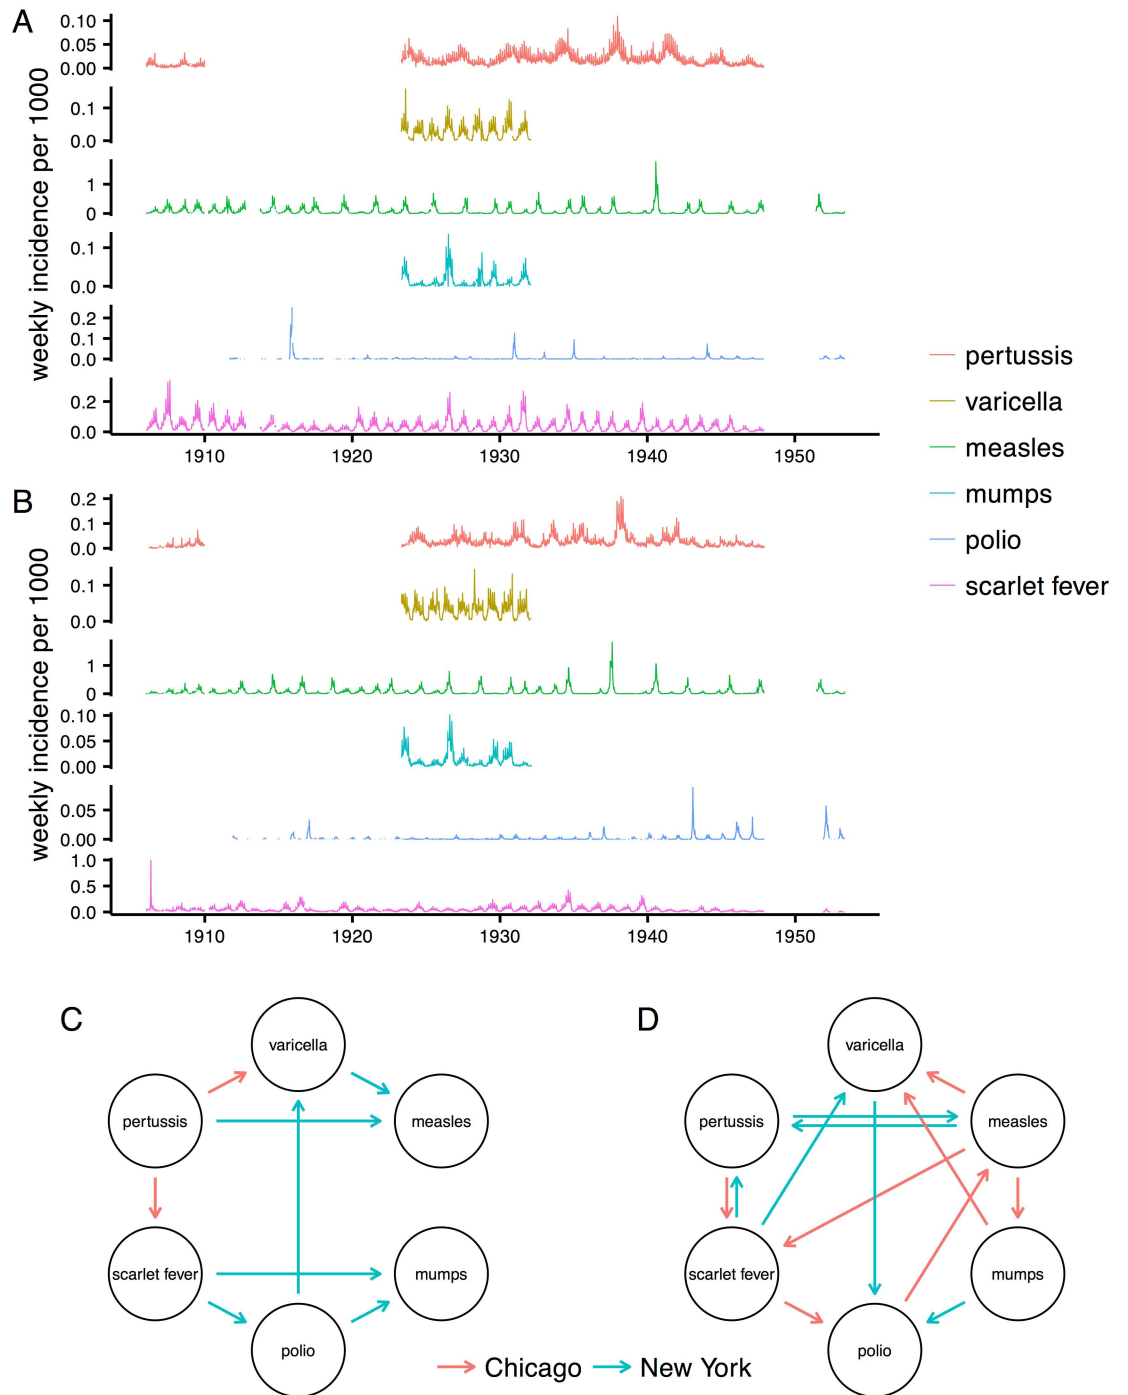 A
weekly incidence per 1000
0.10
0.05
0.00
0.1
0.0
1
0
0.1
0.0
0.2
0.1
0.0
0.2
0.0
1910 1920 1930 1940 1950
pertussis
varicella
measles
mumps
polio
scarlet fever
B
weekly incidence per 1000
0.2
0.1
0.0
0.1
0.0
1
0
0.10
0.05
0.00
0.05
0.00
1.0
0.5
0.0
1910 1920 1930 1940 1950
C
varicella
pertussis
measles
scarlet fever
mumps
polio
D
varicella
pertussis
measles
scarlet fever
mumps
polio
Chicago New York